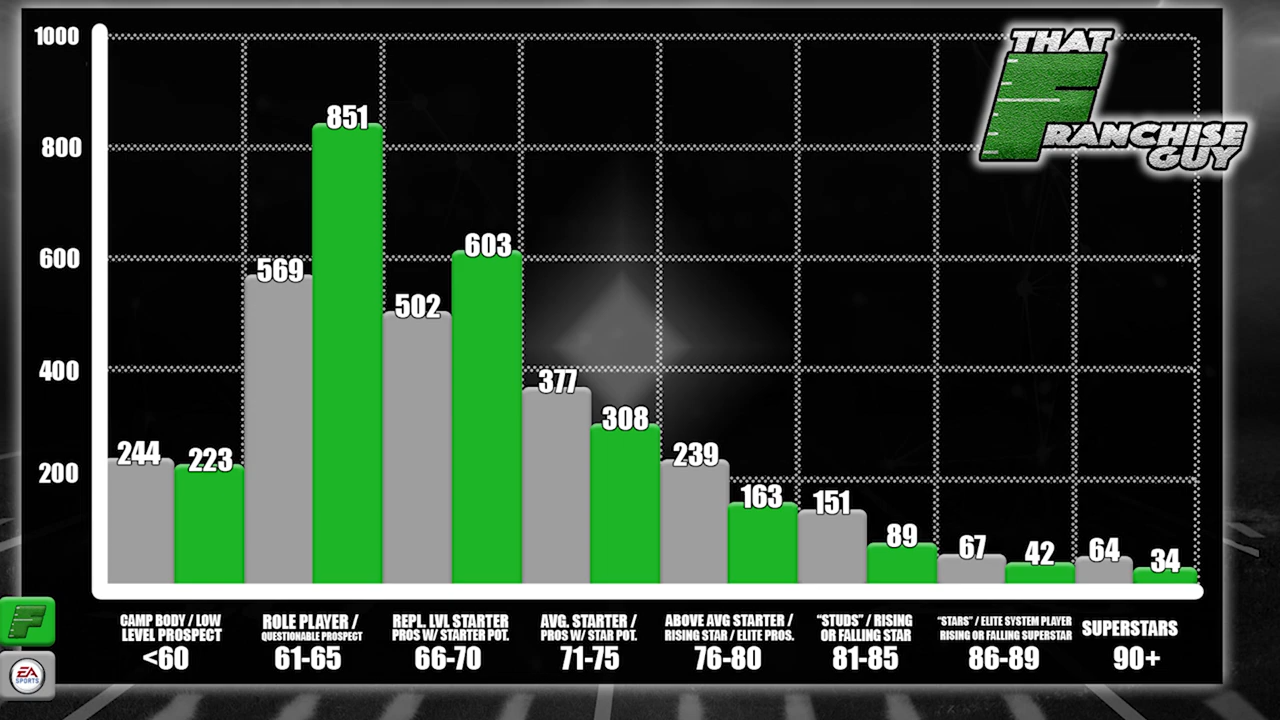 THAT
FRANCHISE
GUY
1000
800
600
400
200
244
223
569
851
502
603
377
308
239
163
151
89
67
42
64
34
CAMP BODY / LOW
LEVEL PROSPECT
<60
ROLE PLAYER /
QUESTIONABLE PROSPECT
61-65
REPL. LVL STARTER
PROS W/ STARTER POT.
66-70
AVG. STARTER /
PROS W/ STAR POT.
71-75
ABOVE AVG STARTER /
RISING STAR / ELITE PROS.
76-80
“STUDS” / RISING
OR FALLING STAR
81-85
“STARS” / ELITE SYSTEM PLAYER
RISING OR FALLING SUPERSTAR
86-89
SUPERSTARS
90+
F
EA
SPORTS